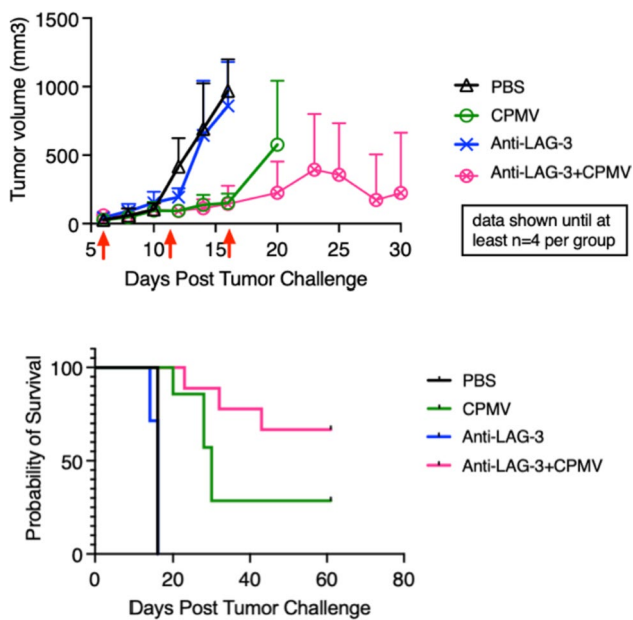 Tumor volume (mm3)
1500
1000
500
0
5 10 15 20 25 30
Days Post Tumor Challenge
PBS
CPMV
Anti-LAG-3
Anti-LAG-3+CPMV
data shown until at
least n=4 per group
Probability of Survival
100
50
0
0 20 40 60 80
Days Post Tumor Challenge
PBS
CPMV
Anti-LAG-3
Anti-LAG-3+CPMV